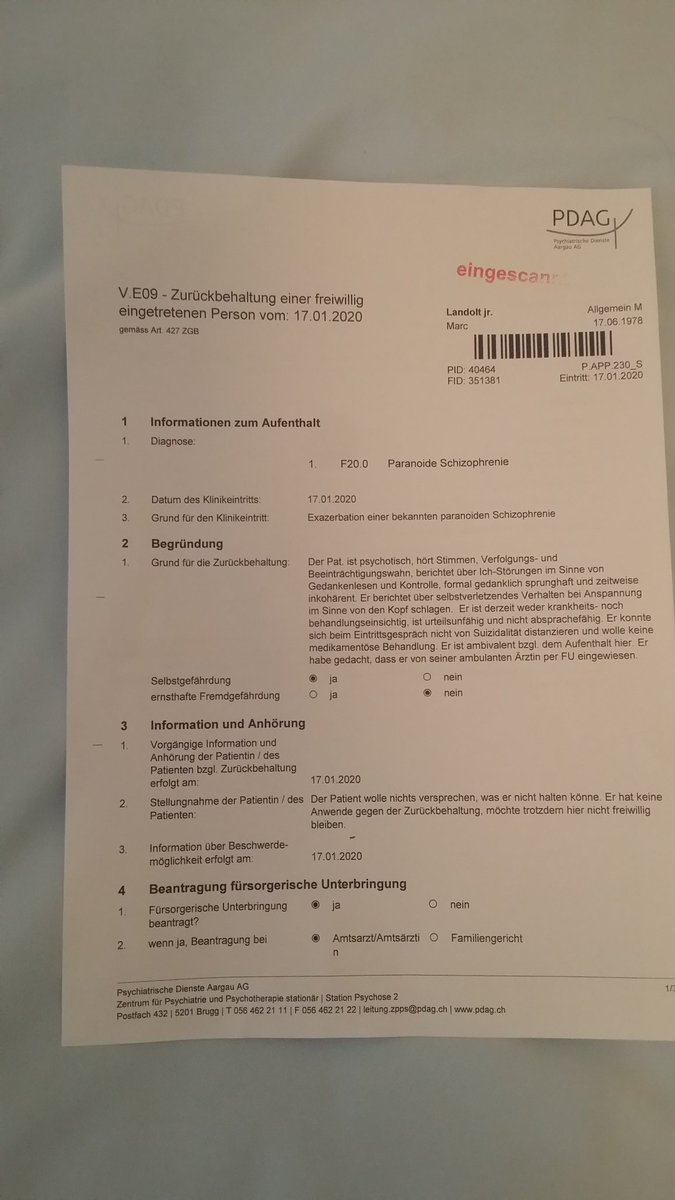 PDAG
Psychiatrische Dienste
Aargau AG
eingescann
V.E09 - Zurückbehaltung einer freiwillig
eingetretenen Person vom: 17.01.2020
gemäss Art. 427 ZGB
Landolt jr.
Allgemein M
Marc
17.06.1978
PID: 40464
P.APP.230_S
FID: 351381
Eintritt: 17.01.2020
1 Informationen zum Aufenthalt
1. Diagnose:
1. F20.0 Paranoide Schizophrenie
2. Datum des Klinikeintritts: 17.01.2020
3. Grund für den Klinikeintritt: Exazerbation einer bekannten paranoiden Schizophrenie
2 Begründung
1. Grund für die Zurückbehaltung: Der Pat. ist psychotisch, hört Stimmen, Verfolgungs- und
Beeinträchtigungswahn, berichtet über Ich-Störungen im Sinne von
Gedankenlesen und Kontrolle, formal gedanklich sprunghaft und zeitweise
inkohärent. Er berichtet über selbstverletzendes Verhalten bei Anspannung
im Sinne von den Kopf schlagen. Er ist derzeit weder krankheits- noch
behandlungseinsichtig, ist urteilsunfähig und nicht absprachefähig. Er konnte
sich beim Eintrittsgespräch nicht von Suizidalität distanzieren und wolle keine
medikamentöse Behandlung. Er ist ambivalent bzgl. dem Aufenthalt hier. Er
habe gedacht, dass er von seiner ambulanten Ärztin per FU eingewiesen.
Selbstgefährdung ja nein
ernsthafte Fremdgefährdung ja nein
3 Information und Anhörung
1. Vorgängige Information und
Anhörung der Patientin / des
Patienten bzgl. Zurückbehaltung
erfolgt am: 17.01.2020
2. Stellungnahme der Patientin / des Der Patient wolle nichts versprechen, was er nicht halten könne. Er hat keine
Patienten: Anwende gegen der Zurückbehaltung, möchte trotzdem hier nicht freiwillig
bleiben.
3. Information über Beschwerde-
möglichkeit erfolgt am: 17.01.2020
4 Beantragung fürsorgerische Unterbringung
1. Fürsorgerische Unterbringung ja nein
beantragt?
2. wenn ja, Beantragung bei Amtsarzt/Amtsärzti Familiengericht
n
Psychiatrische Dienste Aargau AG
1/
Zentrum für Psychiatrie und Psychotherapie stationär | Station Psychose 2
Postfach 432 | 5201 Brugg | T 056 462 21 11 | F 056 462 21 22 | leitung.zpps@pdag.ch | www.pdag.ch